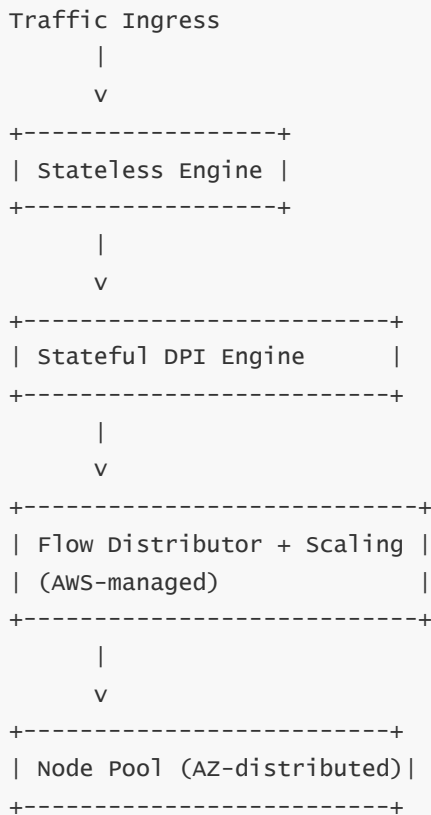 Traffic Ingress
|
v
+------------------+
| Stateless Engine |
+------------------+
|
v
+--------------------------+
| Stateful DPI Engine      |
+--------------------------+
|
v
+----------------------------+
| Flow Distributor + Scaling |
| (AWS-managed)              |
+----------------------------+
|
v
+--------------------------+
| Node Pool (AZ-distributed)|
+--------------------------+